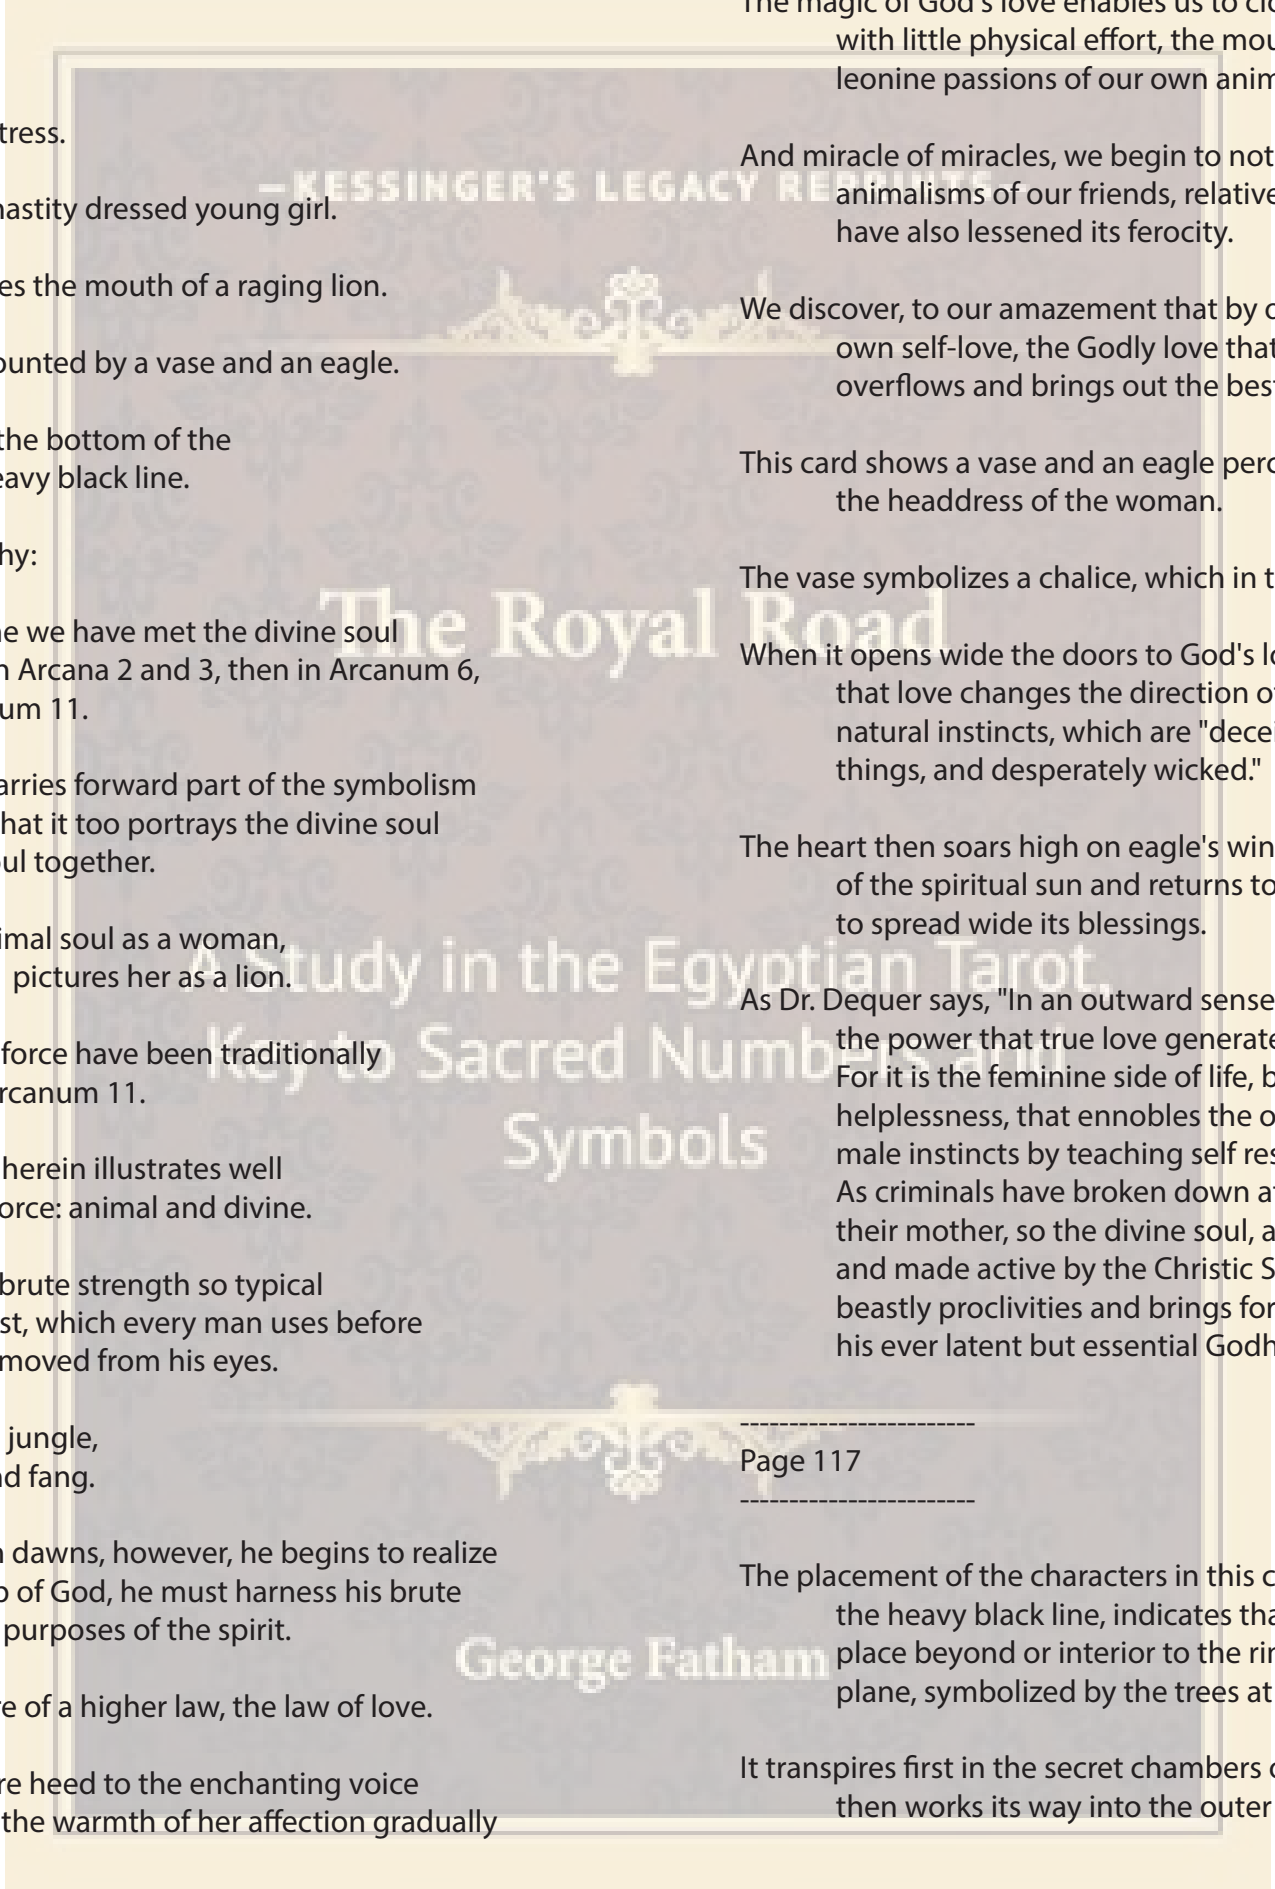 tress.
hastity dressed young girl.
es the mouth of a raging lion.
ounted by a vase and an eagle.
the bottom of the
eavy black line.
hy:
e we have met the divine soul
n Arcana 2 and 3, then in Arcanum 6,
um 11.
arries forward part of the symbolism
hat it too portrays the divine soul
ul together.
imal soul as a woman,
pictures her as a lion.
force have been traditionally
rcanum 11.
herein illustrates well
orce: animal and divine.
brute strength so typical
st, which every man uses before
moved from his eyes.
jungle,
nd fang.
n dawns, however, he begins to realize
p of God, he must harness his brute
purposes of the spirit.
re of a higher law, the law of love.
re heed to the enchanting voice
the warmth of her affection gradually
The magic of God's love enables us to clo
with little physical effort, the mou
leonine passions of our own anim
And miracle of miracles, we begin to not
animalisms of our friends, relative
have also lessened its ferocity.
We discover, to our amazement that by o
own self-love, the Godly love that
overflows and brings out the best
This card shows a vase and an eagle perc
the headdress of the woman.
The vase symbolizes a chalice, which in t
When it opens wide the doors to God's lo
that love changes the direction of
natural instincts, which are "decei
things, and desperately wicked."
The heart then soars high on eagle's win
of the spiritual sun and returns to
to spread wide its blessings.
As Dr. Dequer says, "In an outward sense
the power that true love generate
For it is the feminine side of life, b
helplessness, that ennobles the o
male instincts by teaching self res
As criminals have broken down at
their mother, so the divine soul, a
and made active by the Christic S
beastly proclivities and brings for
his ever latent but essential Godh
------------------------
Page 117
------------------------
The placement of the characters in this c
the heavy black line, indicates tha
place beyond or interior to the rin
plane, symbolized by the trees at
It transpires first in the secret chambers o
then works its way into the outer
–KESSINGER'S LEGACY REPRINTS–
The Royal Road
A Study in the Egyptian Tarot,
Key to Sacred Numbers and
Symbols
George Fatham